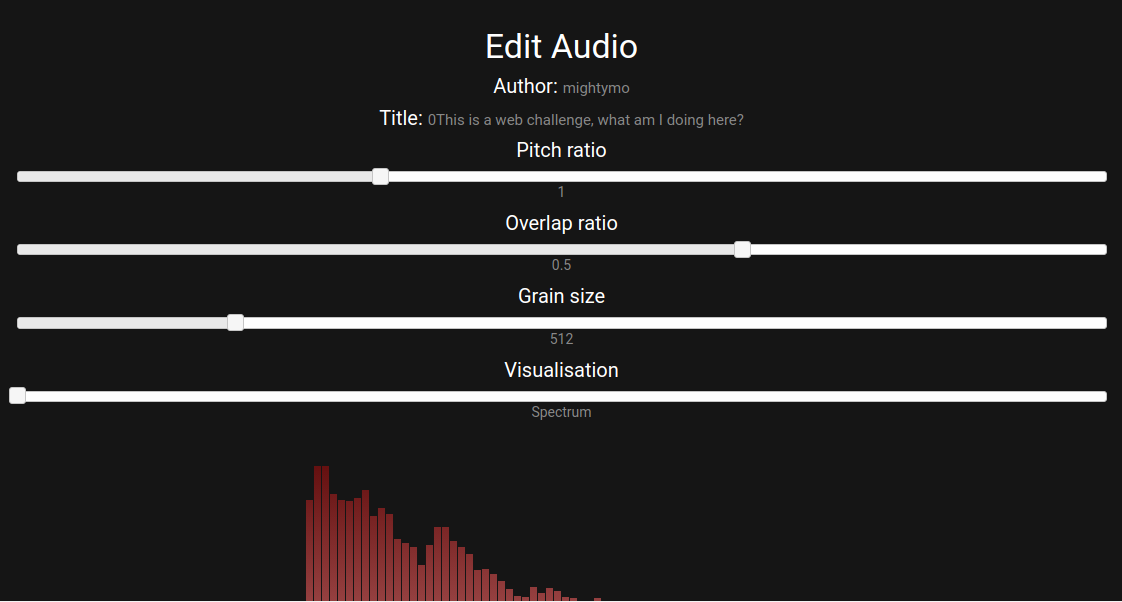 Edit Audio
Author: mightymo
Title: 0This is a web challenge, what am I doing here?
Pitch ratio
1
Overlap ratio
0.5
Grain size
512
Visualisation
Spectrum